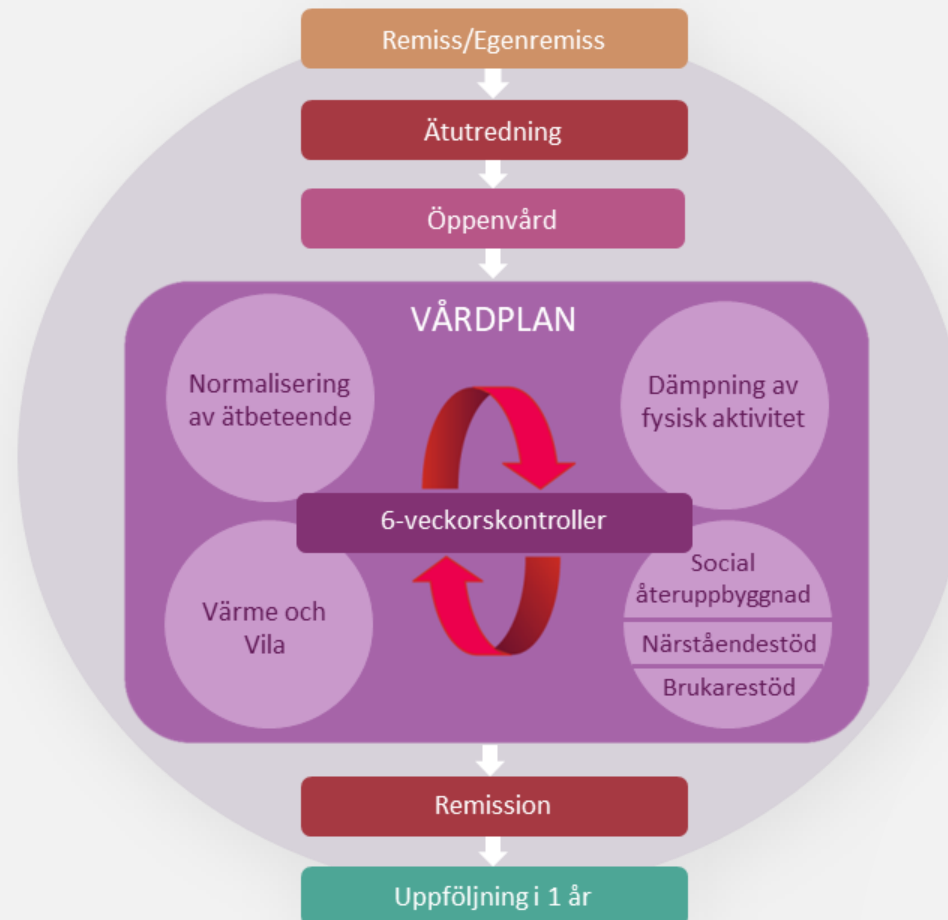 Remiss/Egenremiss
Ätutredning
Öppenvård
VÅRDPLAN
Normalisering
av ätbeteende
Dämpning av
fysisk aktivitet
6-veckorskontroller
Värme och
Vila
Social
återuppbyggnad
Närståendestöd
Brukarestöd
Remission
Uppföljning i 1 år